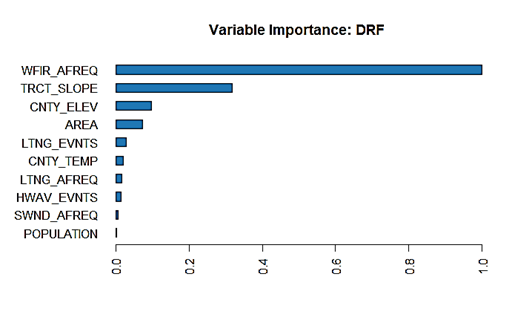 Variable Importance: DRF
WFIR_AFREQ
TRCT_SLOPE
CNTY_ELEV
AREA
LTNG_EVNTS
CNTY_TEMP
LTNG_AFREQ
HWAV_EVNTS
SWND_AFREQ
POPULATION
0.0
0.2
0.4
0.6
0.8
1.0